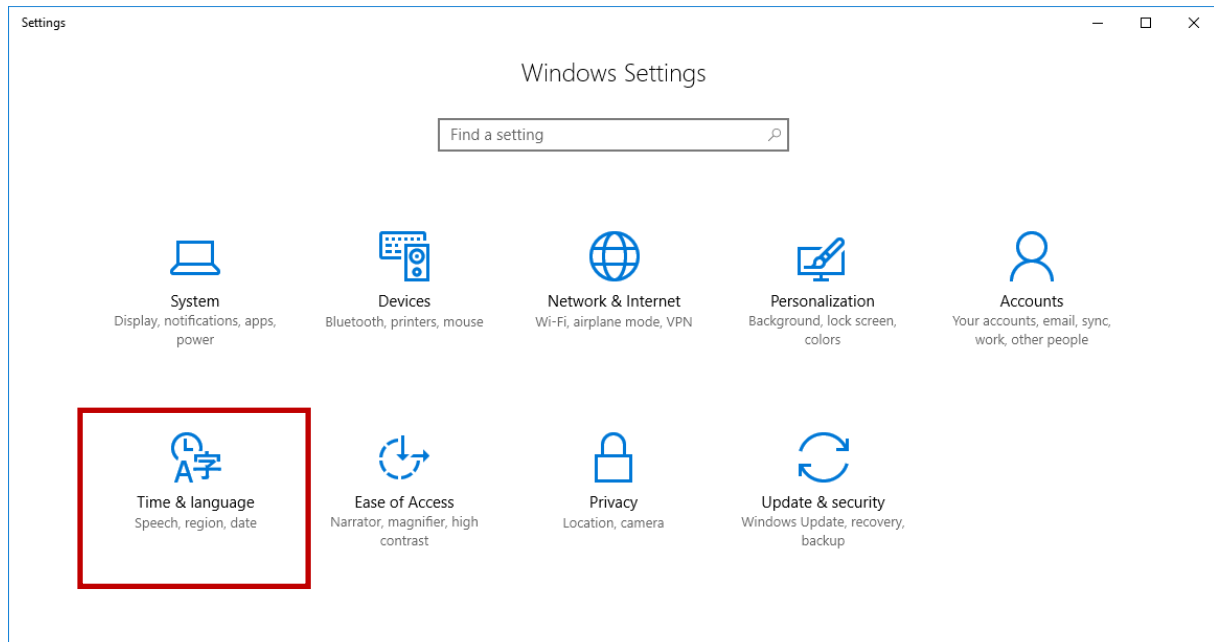 Settings
Windows Settings
Find a setting
System
Display, notifications, apps,
power
Devices
Bluetooth, printers, mouse
Network & Internet
Wi-Fi, airplane mode, VPN
Personalization
Background, lock screen,
colors
Accounts
Your accounts, email, sync,
work, other people
A字
Time & language
Speech, region, date
Ease of Access
Narrator, magnifier, high
contrast
Privacy
Location, camera
Update & security
Windows Update, recovery,
backup